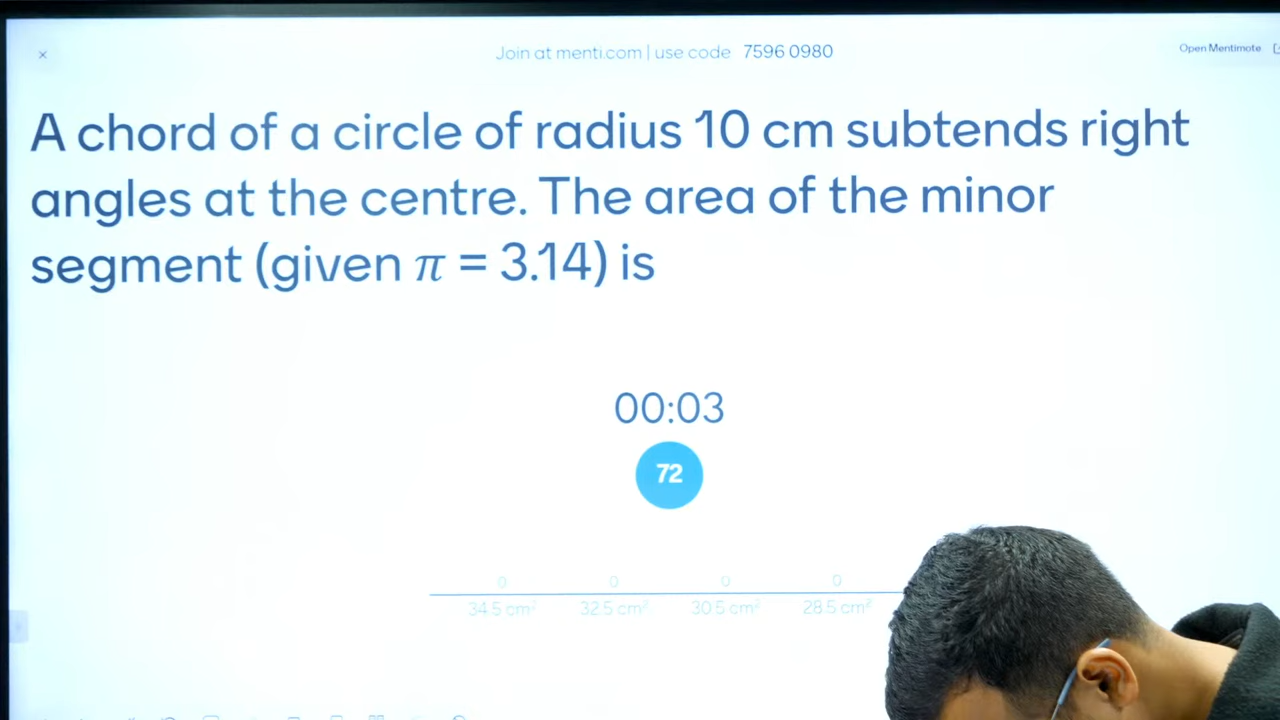 ×
Join at menti.com | use code 7596 0980
Open Mentimote
A chord of a circle of radius 10 cm subtends right
angles at the centre. The area of the minor
segment (given π = 3.14) is
00:03
72
0 0 0 0
34.5 cm² 32.5 cm² 30.5 cm² 28.5 cm²